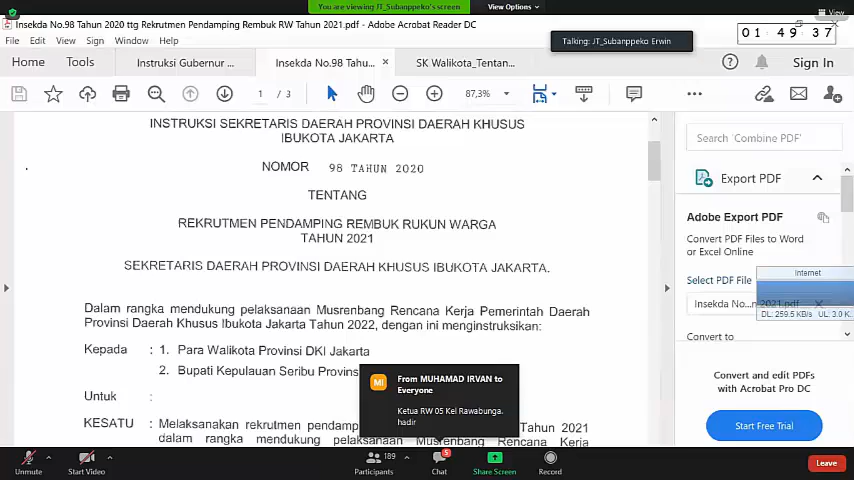 You are viewing JT_Subanppeko's screen
View Options
View
Insekda No.98 Tahun 2020 ttg Rekrutmen Pendamping Rembuk RW Tahun 2021.pdf - Adobe Acrobat Reader DC
01 49 37
File Edit View Sign Window Help
Talking: JT_Subanppeko Erwin
Home Tools Instruksi Gubernur ... Insekda No.98 Tahu... × SK Walikota_Tentan... Sign In
1 / 3 87,3%
INSTRUKSI SEKRETARIS DAERAH PROVINSI DAERAH KHUSUS
IBUKOTA JAKARTA
NOMOR 98 TAHUN 2020
TENTANG
REKRUTMEN PENDAMPING REMBUK RUKUN WARGA
TAHUN 2021
SEKRETARIS DAERAH PROVINSI DAERAH KHUSUS IBUKOTA JAKARTA.
Dalam rangka mendukung pelaksanaan Musrenbang Rencana Kerja Pemerintah Daerah
Provinsi Daerah Khusus Ibukota Jakarta Tahun 2022, dengan ini menginstruksikan:
Kepada : 1. Para Walikota Provinsi DKI Jakarta
2. Bupati Kepulauan Seribu Provins
Untuk :
KESATU : Melaksanakan rekrutmen pendamp Tahun 2021
dalam rangka mendukung pelaksanaan Musrenbang Rencana Kerja
Search 'Combine PDF'
Export PDF
Adobe Export PDF
Convert PDF Files to Word
or Excel Online
Select PDF File
Internet
Insekda No...n 2021.pdf ×
DL: 259.5 KB/s UL: 3.0 K
Convert to
Convert and edit PDFs
with Acrobat Pro DC
Start Free Trial
MI
From MUHAMAD IRVAN to
Everyone
Ketua RW 05 Kel Rawabunga.
hadir
Unmute
Start Video
189
Participants
5
Chat
Share Screen
Record
Leave